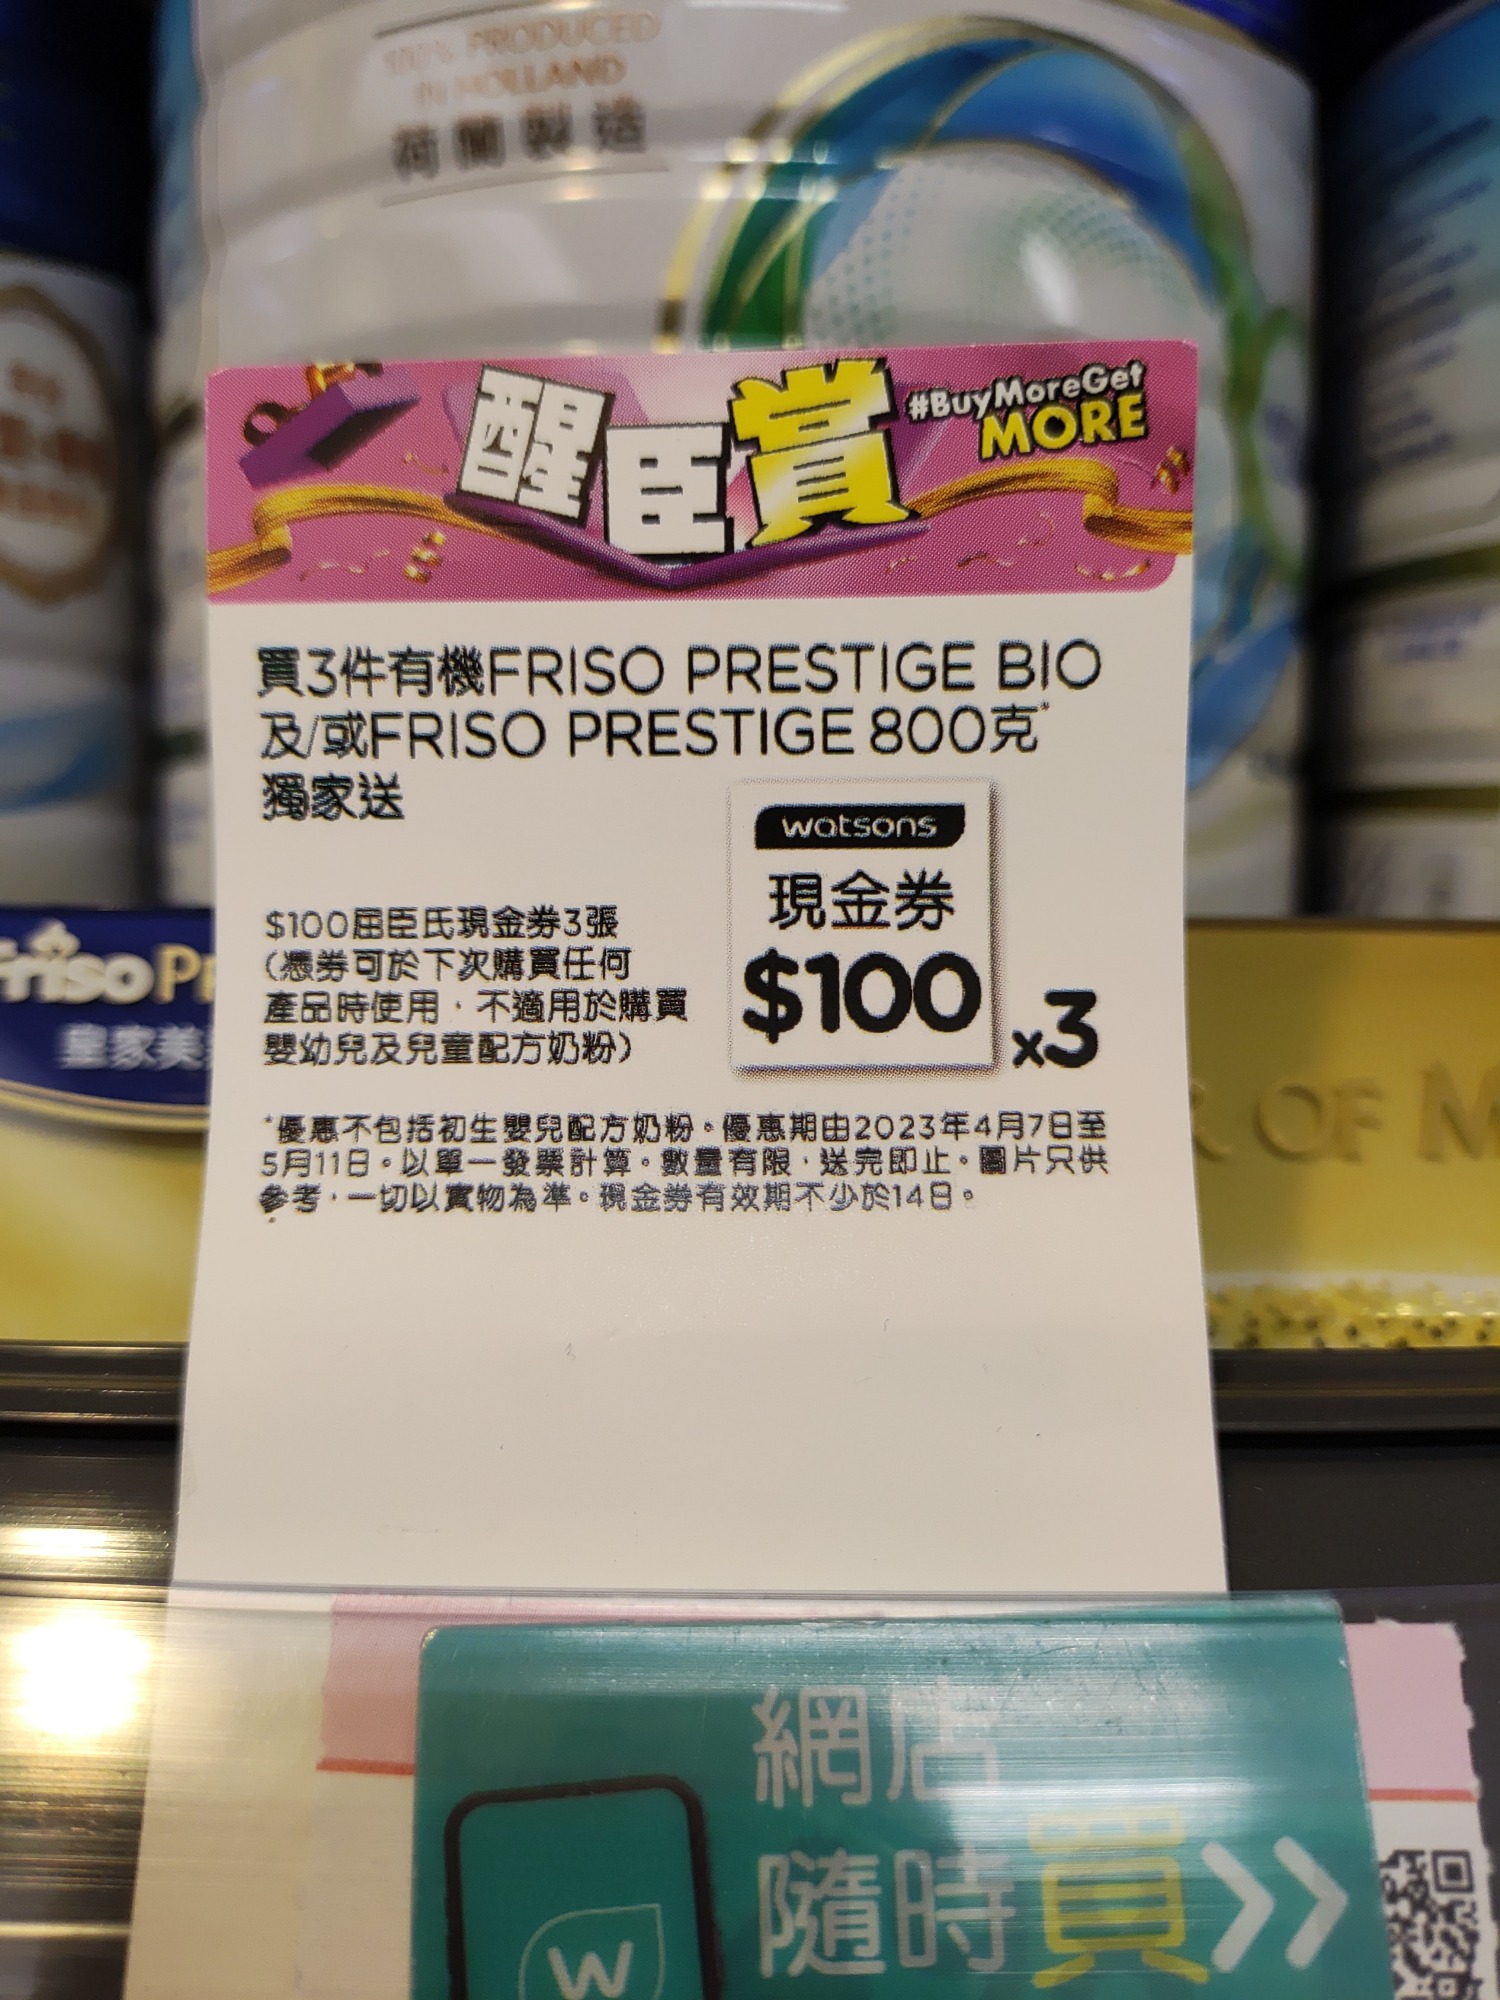 100% PRODUCED
IN HOLLAND
荷蘭製造
醒臣賞
#BuyMoreGet
MORE
買3件有機FRISO PRESTIGE BIO
及/或FRISO PRESTIGE 800克*
獨家送
watsons
現金券
$100
x3
$100屈臣氏現金券3張
(憑券可於下次購買任何
產品時使用，不適用於購買
嬰幼兒及兒童配方奶粉)
*優惠不包括初生嬰兒配方奶粉。優惠期由2023年4月7日至
5月11日。以單一發票計算。數量有限，送完即止。圖片只供
參考，一切以實物為準。現金券有效期不少於14日。
Friso Pr
皇家美
OF M
網店
隨時買
W